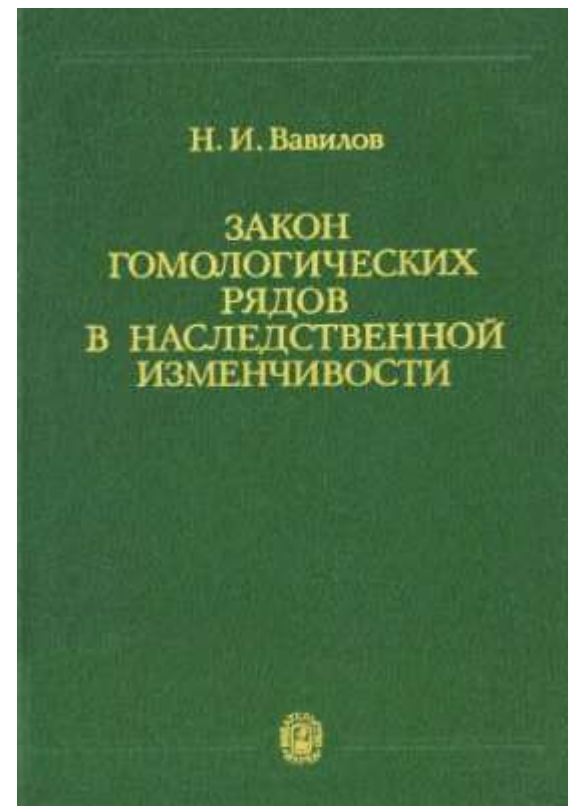 Н. И. Вавилов
ЗАКОН
ГОМОЛОГИЧЕСКИХ
РЯДОВ
В НАСЛЕДСТВЕННОЙ
ИЗМЕНЧИВОСТИ